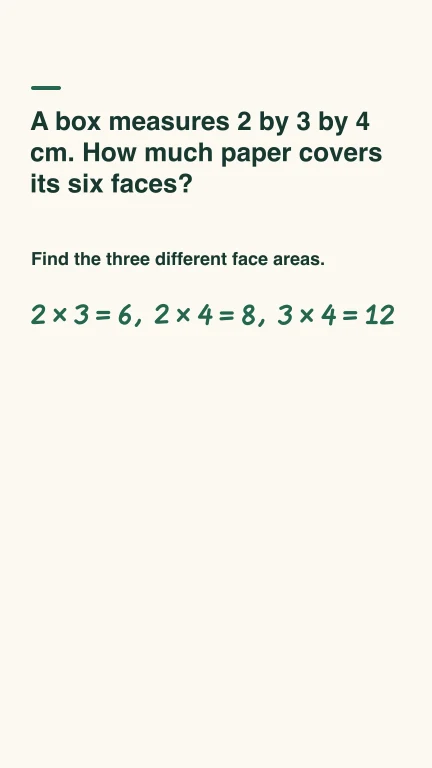 A box measures 2 by 3 by 4
cm. How much paper covers
its six faces?
Find the three different face areas.
2 × 3 = 6, 2 × 4 = 8, 3 × 4 = 12